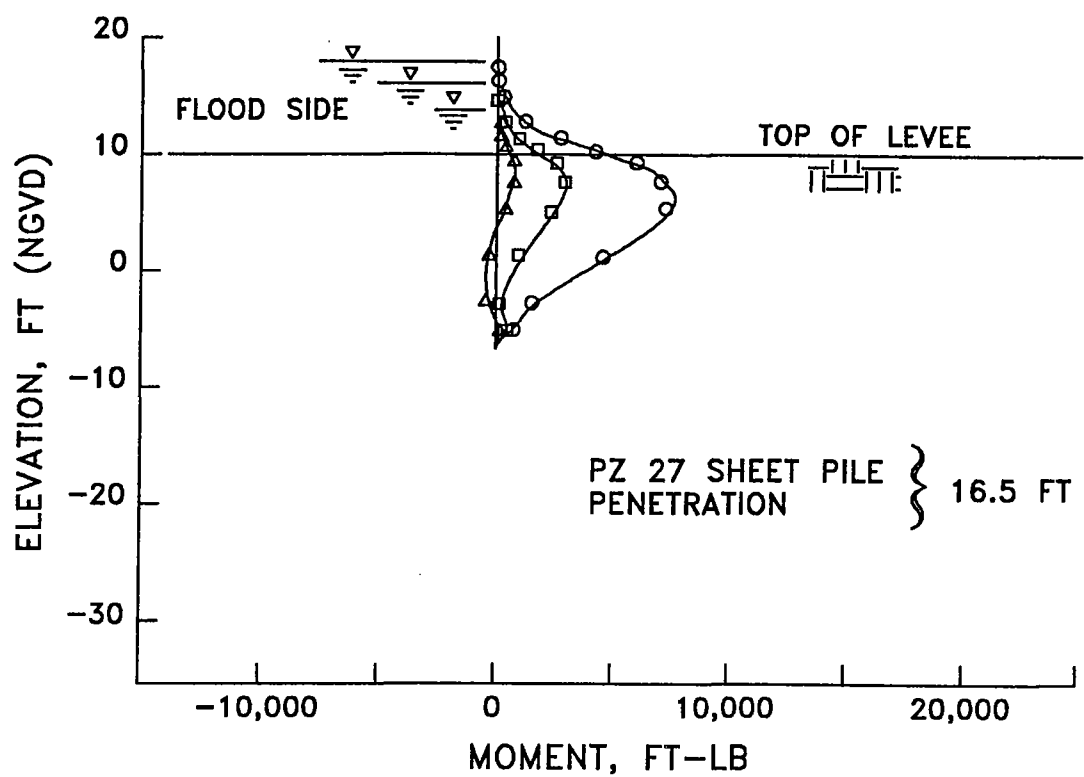 20
10
0
−10
−20
−30
ELEVATION, FT (NGVD)
FLOOD SIDE
TOP OF LEVEE
PZ 27 SHEET PILE
PENETRATION
16.5 FT
−10,000
0
10,000
20,000
MOMENT, FT−LB